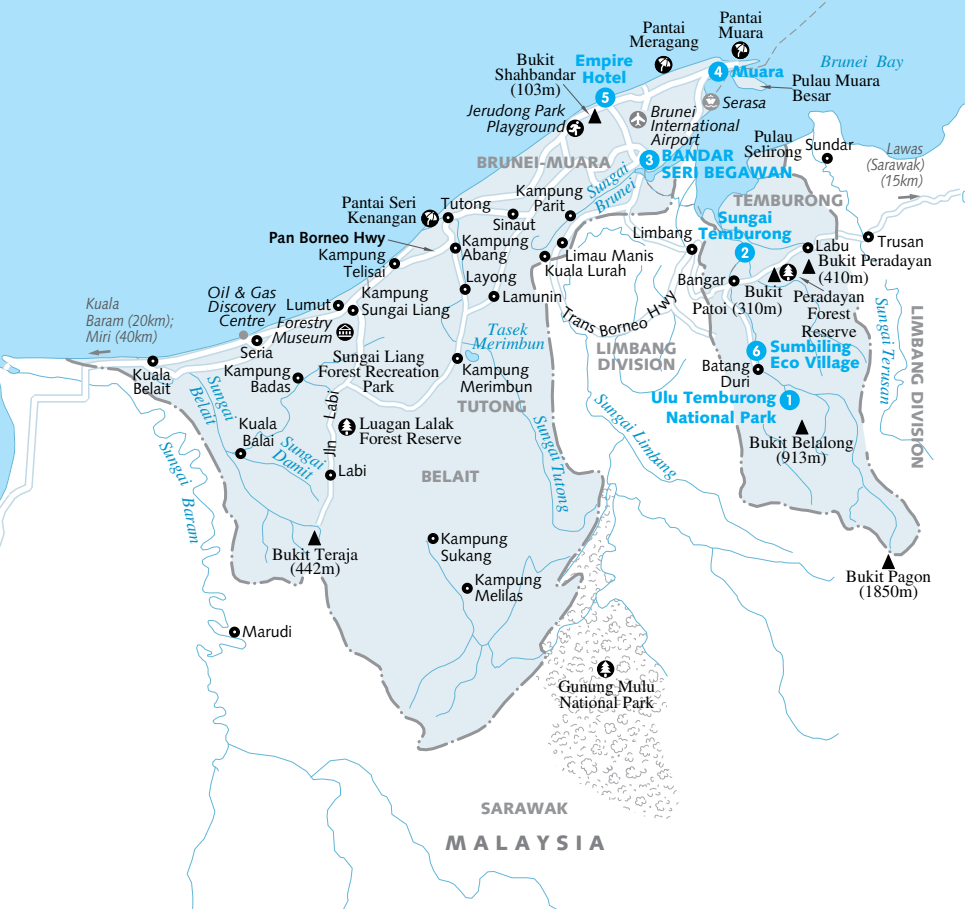 Pantai
Muara
Pantai
Meragang
Brunei Bay
Bukit
Shahbandar
(103m)
Empire
Hotel
5
4 Muara
Pulau Muara
Besar
Serasa
Jerudong Park
Playground
Brunei
International
Airport
Pulau
Selirong
Sundar
Lawas
(Sarawak)
(15km)
BRUNEI-MUARA
3 BANDAR
SERI BEGAWAN
Sungai
Brunei
Kampung
Parit
TEMBURONG
Pantai Seri
Kenangan
Tutong
Sinaut
Sungai
Temburong
2
Limbang
Labu
Trusan
Pan Borneo Hwy
Kampung
Abang
Limau Manis
Kuala Lurah
Kampung
Telisai
Bukit Peradayan
(410m)
Bangar
Bukit
Patoi (310m)
Peradayan
Forest
Reserve
Layong
Lamunin
Trans Borneo Hwy
Kuala
Baram (20km);
Miri (40km)
Oil & Gas
Discovery
Centre
Lumut
Kampung
Sungai Liang
Forestry
Museum
Seria
Tasek
Merimbun
LIMBANG
DIVISION
Sungai Terusan
LIMBANG DIVISION
6 Sumbiling
Eco Village
Kuala
Belait
Kampung
Badas
Sungai Liang
Forest Recreation
Park
Kampung
Merimbun
Batang
Duri
Sungai
Belait
TUTONG
Ulu Temburong
National Park
1
Jln Labi
Luagan Lalak
Forest Reserve
Kuala
Balai
Sungai
Damit
Labi
Sungai Tutong
Sungai Limbang
Bukit Belalong
(913m)
Sungai Baram
BELAIT
Bukit Teraja
(442m)
Kampung
Sukang
Kampung
Melilas
Bukit Pagon
(1850m)
Marudi
Gunung Mulu
National Park
SARAWAK
MALAYSIA